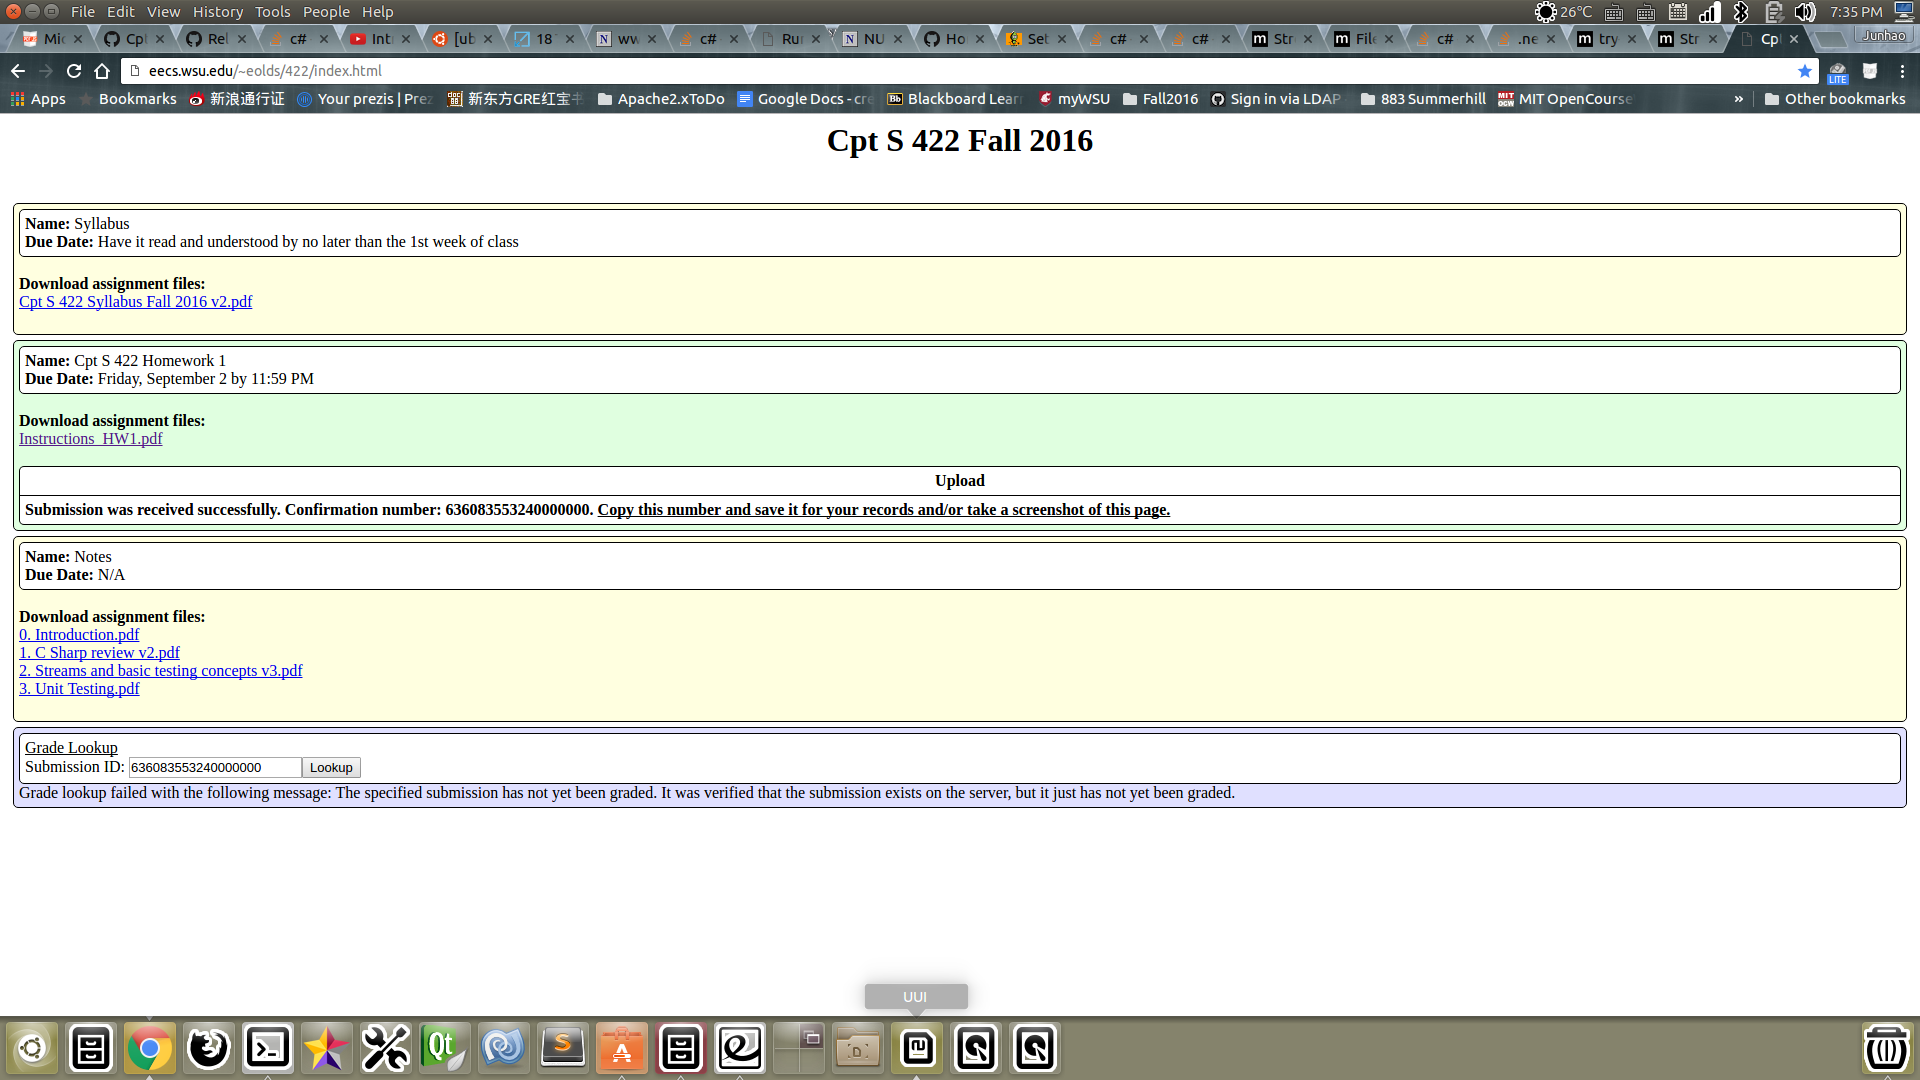 File Edit View History Tools People Help
26°C
7:35 PM
Mic
Cpt
Rel
c#
Int
[ub
18
ww
c#
Rur
NU
Ho
Set
c#
c#
Str
File
c#
.ne
try
Str
Cpt
Junhao
eecs.wsu.edu/~eolds/422/index.html
LITE
Apps
Bookmarks
新浪通行证
Your prezis | Prez
新东方GRE红宝书
Apache2.xToDo
Google Docs - cre
Blackboard Learn
myWSU
Fall2016
Sign in via LDAP
883 Summerhill
MIT OpenCourse
»
Other bookmarks
Cpt S 422 Fall 2016
Name: Syllabus
Due Date: Have it read and understood by no later than the 1st week of class
Download assignment files:
Cpt S 422 Syllabus Fall 2016 v2.pdf
Name: Cpt S 422 Homework 1
Due Date: Friday, September 2 by 11:59 PM
Download assignment files:
Instructions_HW1.pdf
Upload
Submission was received successfully. Confirmation number: 636083553240000000. Copy this number and save it for your records and/or take a screenshot of this page.
Name: Notes
Due Date: N/A
Download assignment files:
0. Introduction.pdf
1. C Sharp review v2.pdf
2. Streams and basic testing concepts v3.pdf
3. Unit Testing.pdf
Grade Lookup
Submission ID: 636083553240000000 Lookup
Grade lookup failed with the following message: The specified submission has not yet been graded. It was verified that the submission exists on the server, but it just has not yet been graded.
UUI
Qt